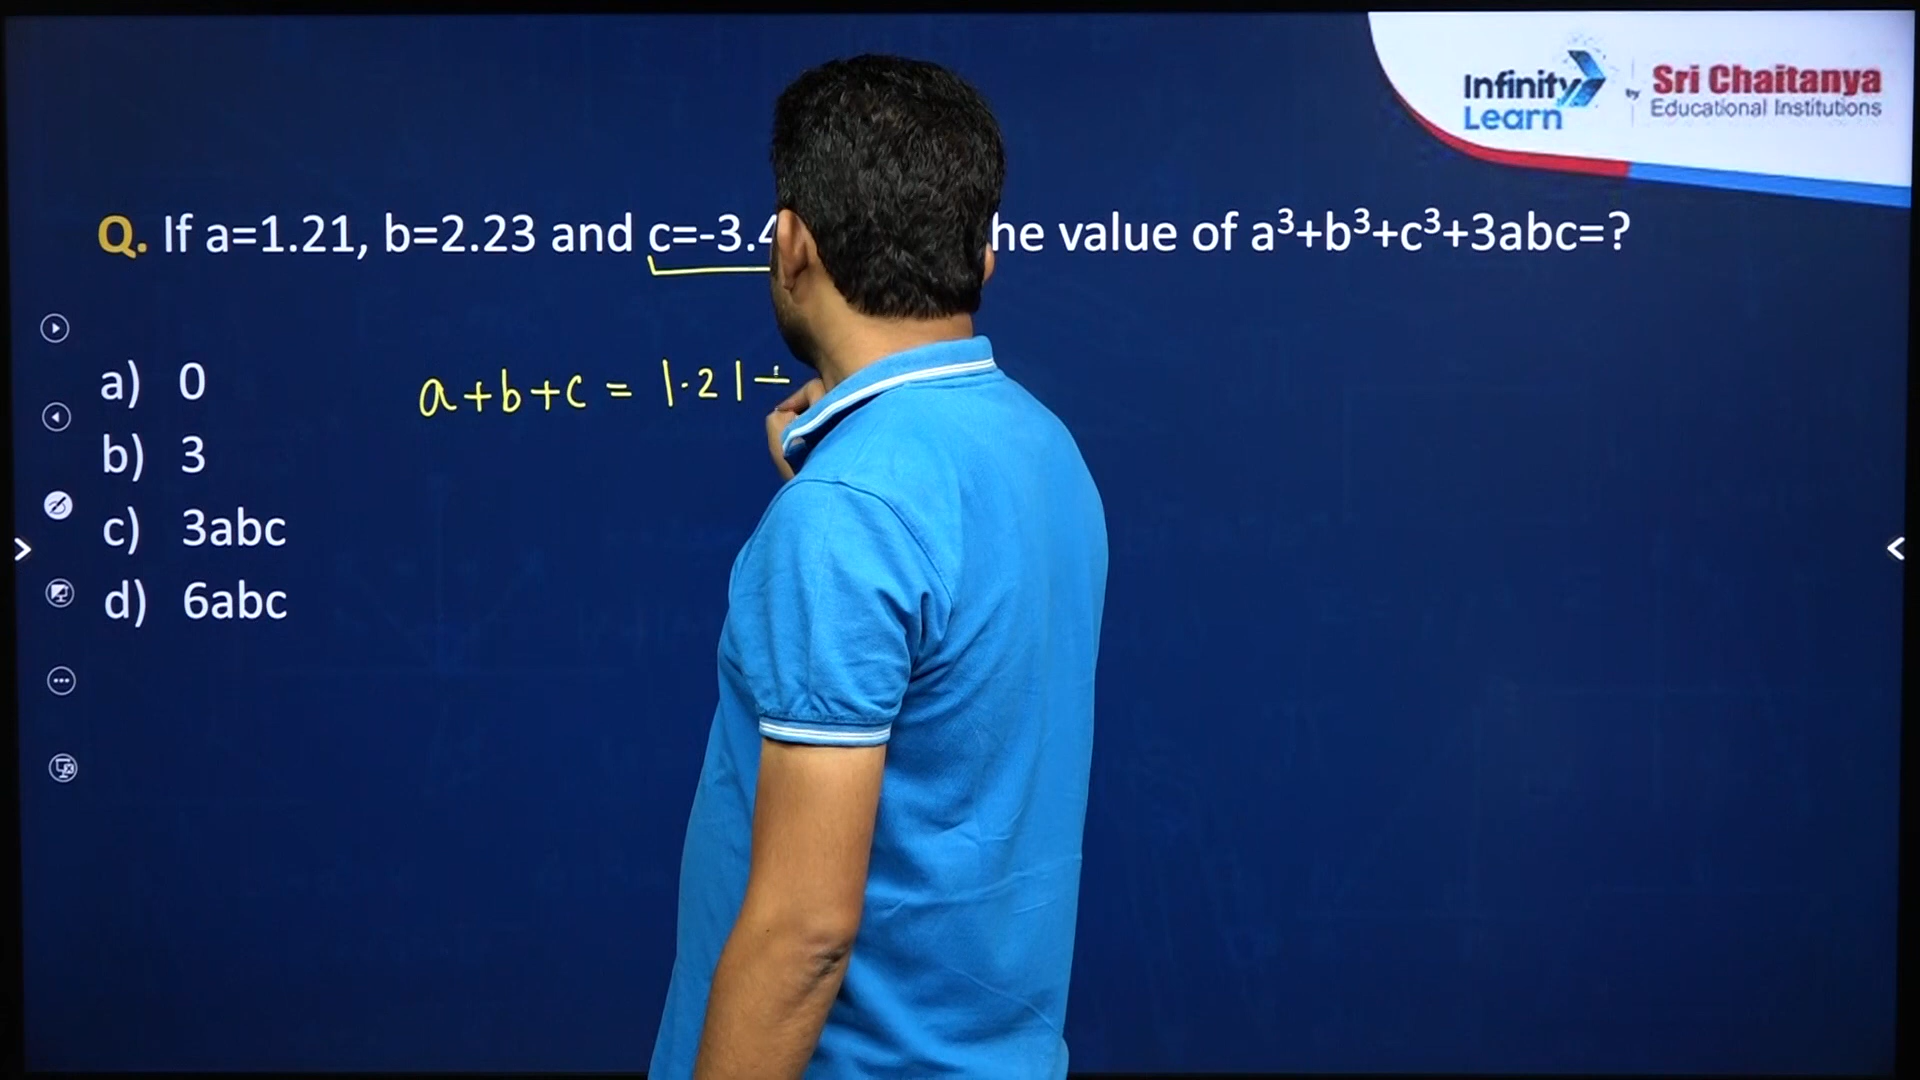 Infinity Learn by Sri Chaitanya Educational Institutions
Q. If a=1.21, b=2.23 and c=-3.4 he value of a³+b³+c³+3abc=?
a+b+c = 1.21+
a) 0
b) 3
c) 3abc
d) 6abc